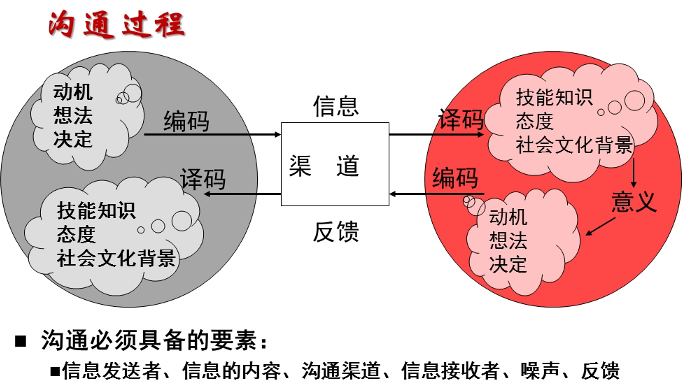 沟通过程
动机
想法
决定
编码
信息
译码
技能知识
态度
社会文化背景
渠 道
译码
编码
意义
技能知识
态度
社会文化背景
反馈
动机
想法
决定
■ 沟通必须具备的要素：
■信息发送者、信息的内容、沟通渠道、信息接收者、噪声、反馈